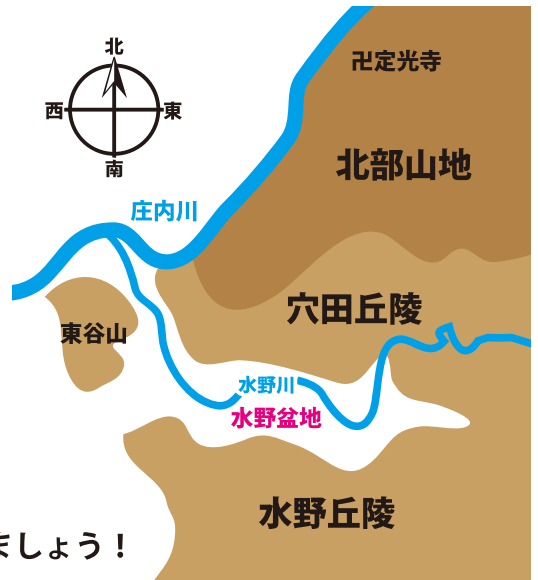 北
西
東
南
卍定光寺
北部山地
庄内川
穴田丘陵
東谷山
水野川
水野盆地
水野丘陵
ましょう！